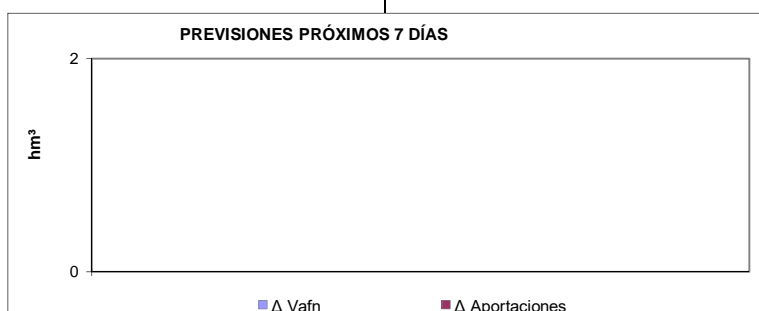 PREVISIONES PRÓXIMOS 7 DÍAS
2
hm³
0
Δ Vafn
Δ Aportaciones